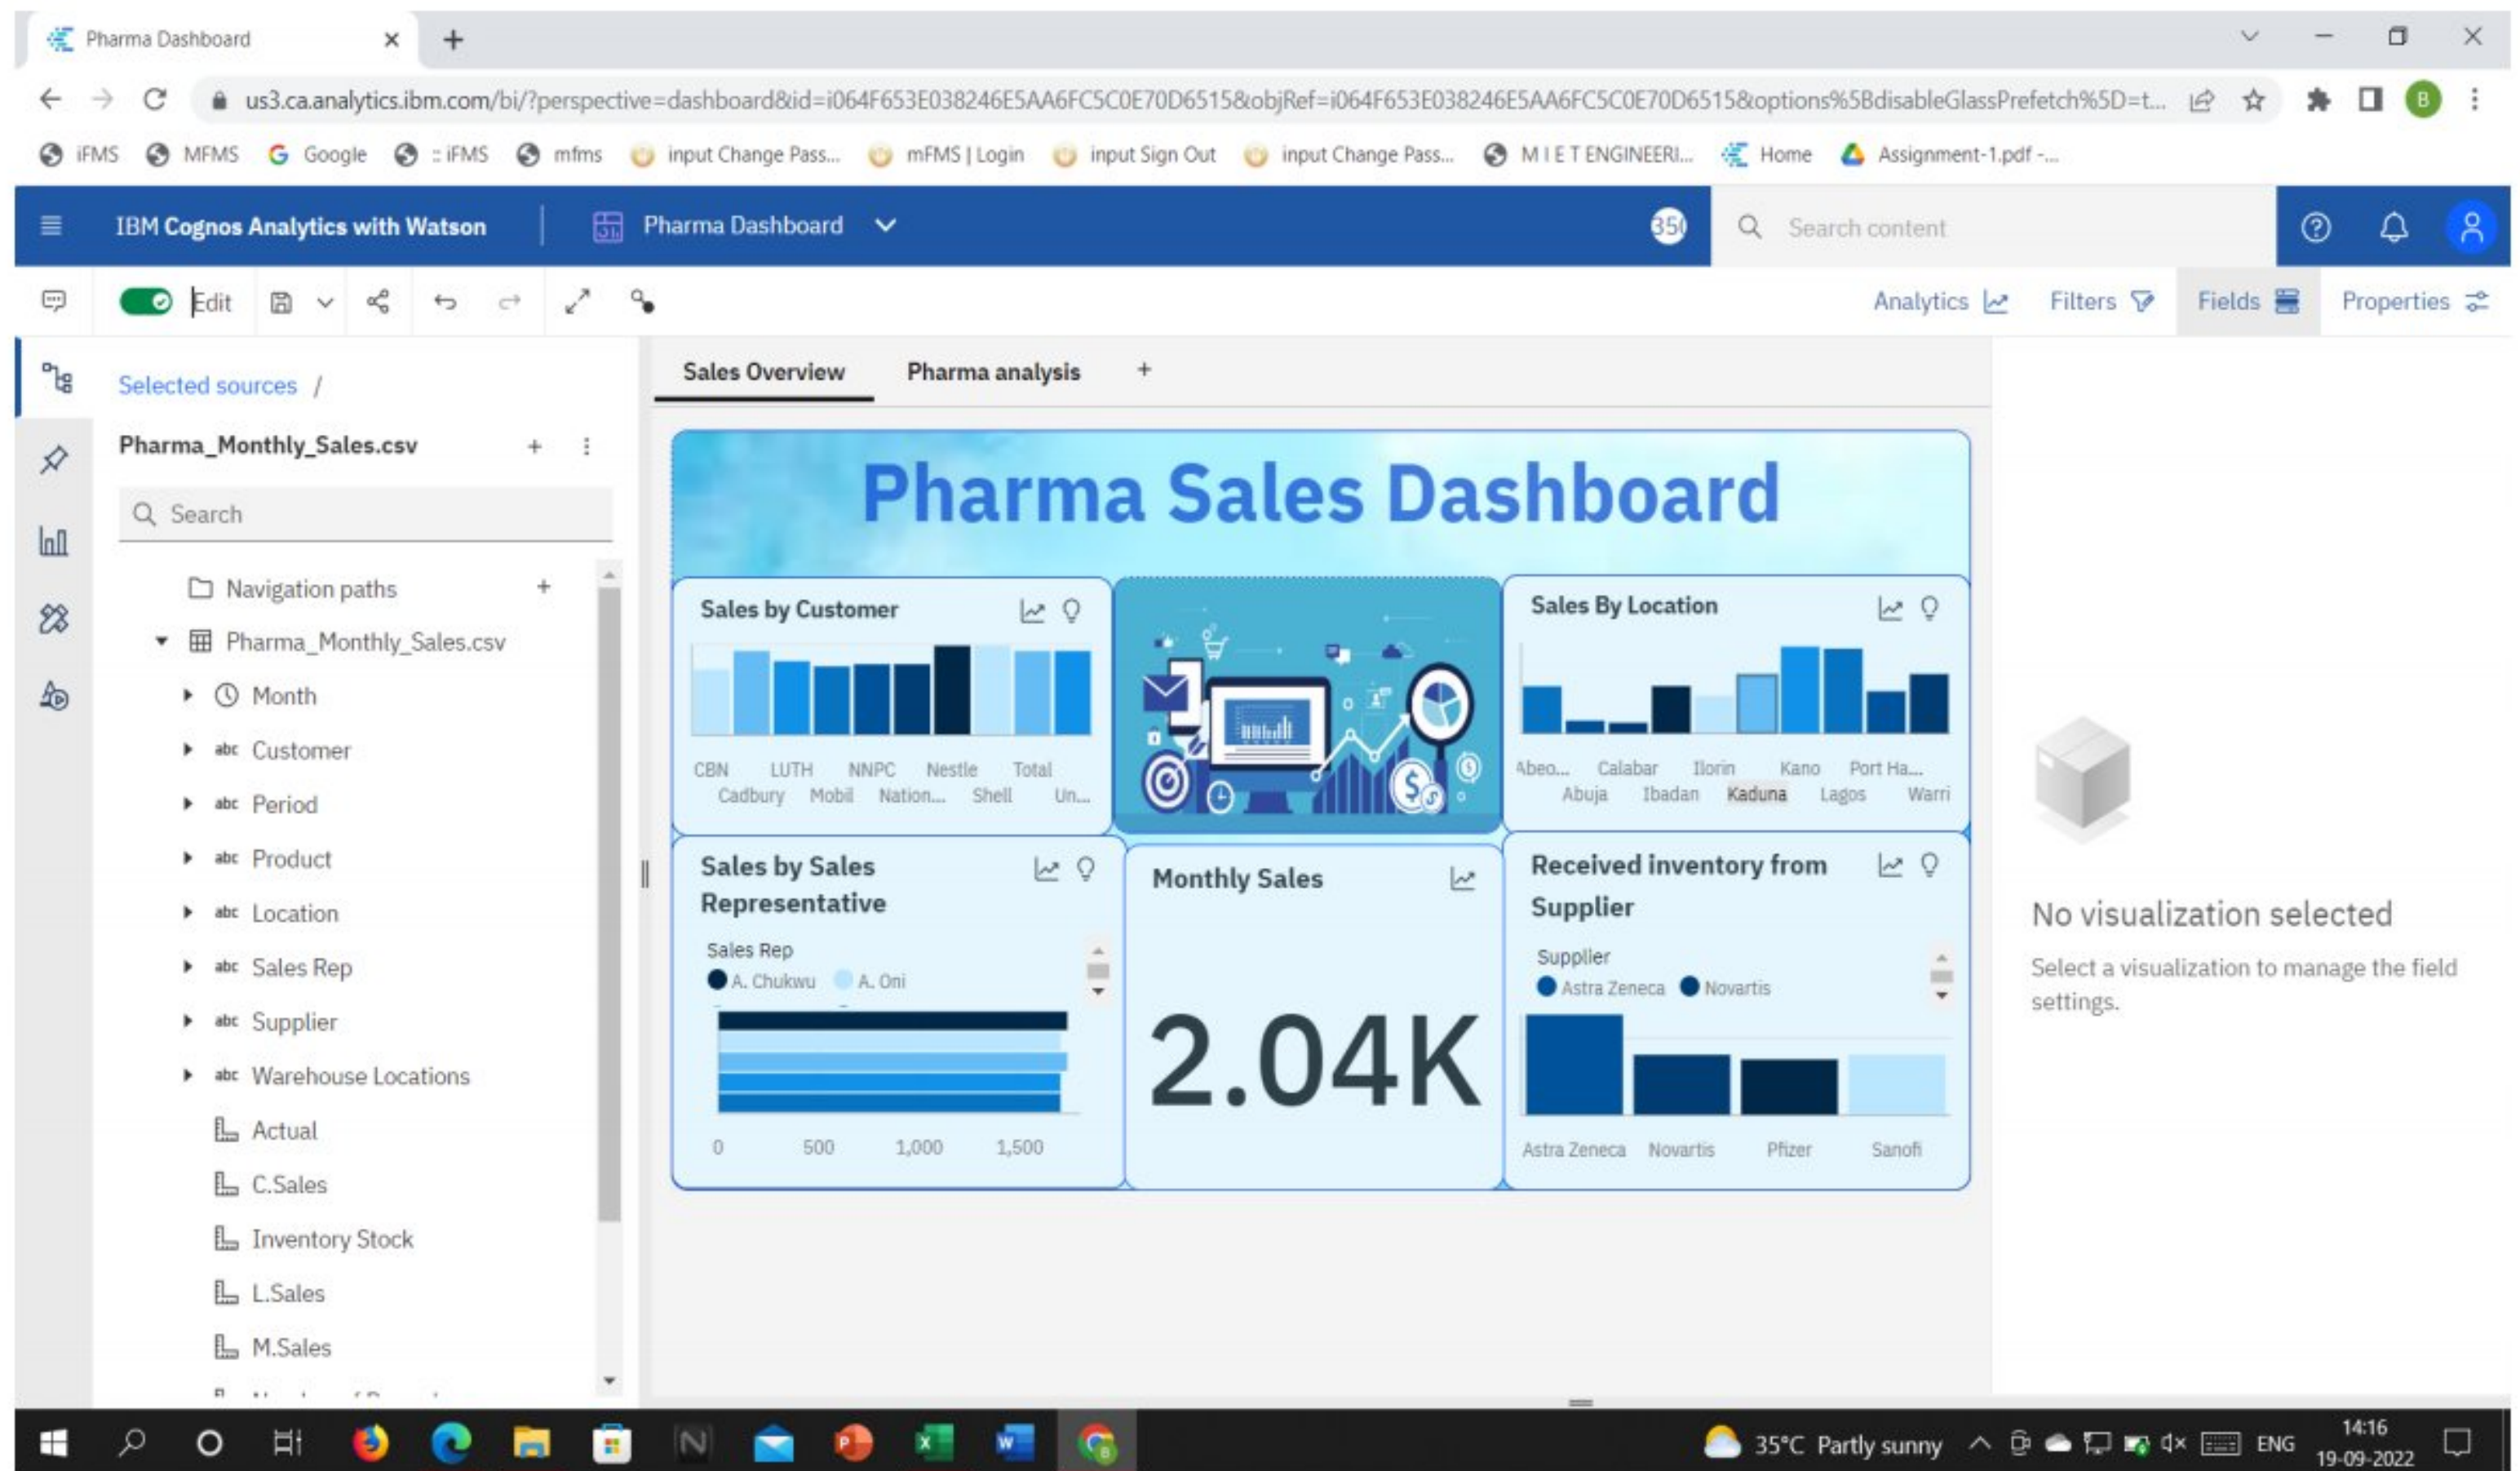 Pharma Dashboard
us3.ca.analytics.ibm.com/bi/?perspective=dashboard&id=i064F653E038246E5AA6FC5C0E70D6515&objRef=i064F653E038246E5AA6FC5C0E70D6515&options%5BdisableGlassPrefetch%5D=t...
B
iFMS MFMS Google :: iFMS mfms input Change Pass... mFMS | Login input Sign Out input Change Pass... M I E T ENGINEERI... Home Assignment-1.pdf -...
IBM Cognos Analytics with Watson Pharma Dashboard Search content
Edit Analytics Filters Fields Properties
Selected sources /
Pharma_Monthly_Sales.csv
Search
Navigation paths
Pharma_Monthly_Sales.csv
Month
abc Customer
abc Period
abc Product
abc Location
abc Sales Rep
abc Supplier
abc Warehouse Locations
Actual
C.Sales
Inventory Stock
L.Sales
M.Sales
Sales Overview Pharma analysis
Pharma Sales Dashboard
Sales by Customer
CBN LUTH NNPC Nestle Total
Cadbury Mobil Nation... Shell Un...
Sales By Location
Abeo... Calabar Ilorin Kano Port Ha...
Abuja Ibadan Kaduna Lagos Warri
Sales by Sales
Representative
Sales Rep
A. Chukwu A. Oni
0 500 1,000 1,500
Monthly Sales
2.04K
Received inventory from
Supplier
Supplier
Astra Zeneca Novartis
Astra Zeneca Novartis Pfizer Sanofi
No visualization selected
Select a visualization to manage the field
settings.
35°C Partly sunny ENG
14:16
19-09-2022